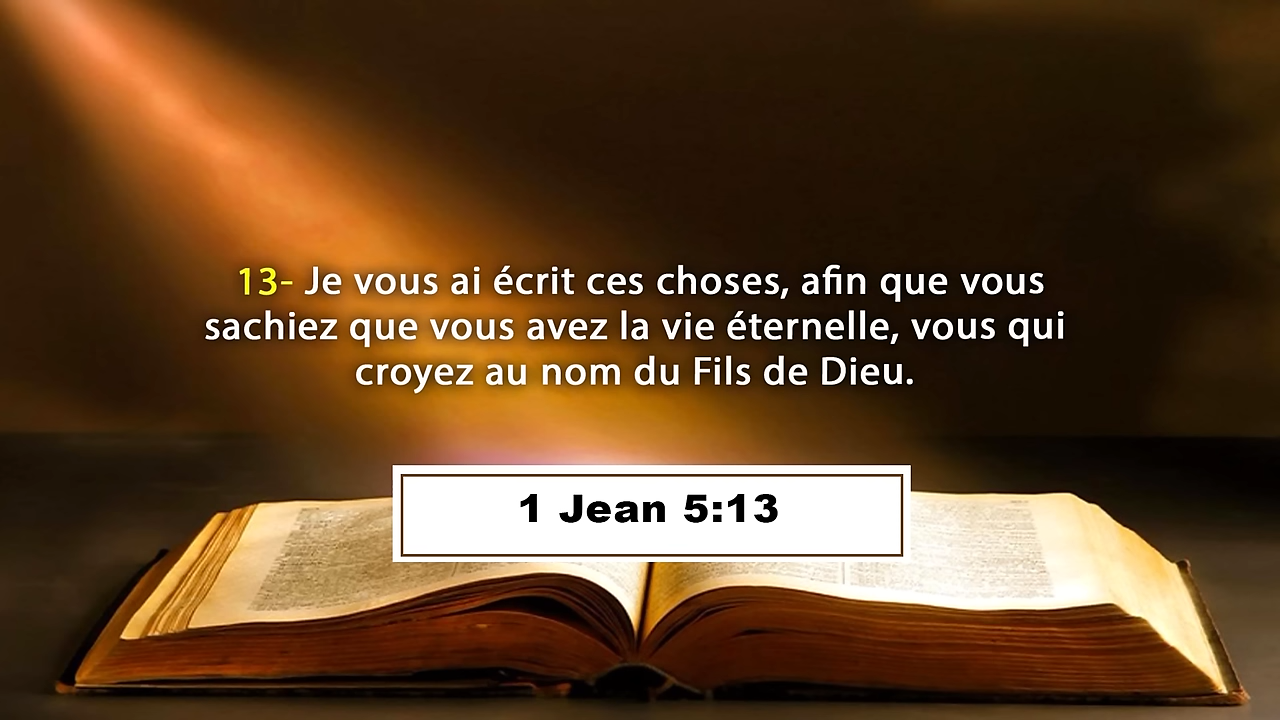 13- Je vous ai écrit ces choses, afin que vous
sachiez que vous avez la vie éternelle, vous qui
croyez au nom du Fils de Dieu.
1 Jean 5:13